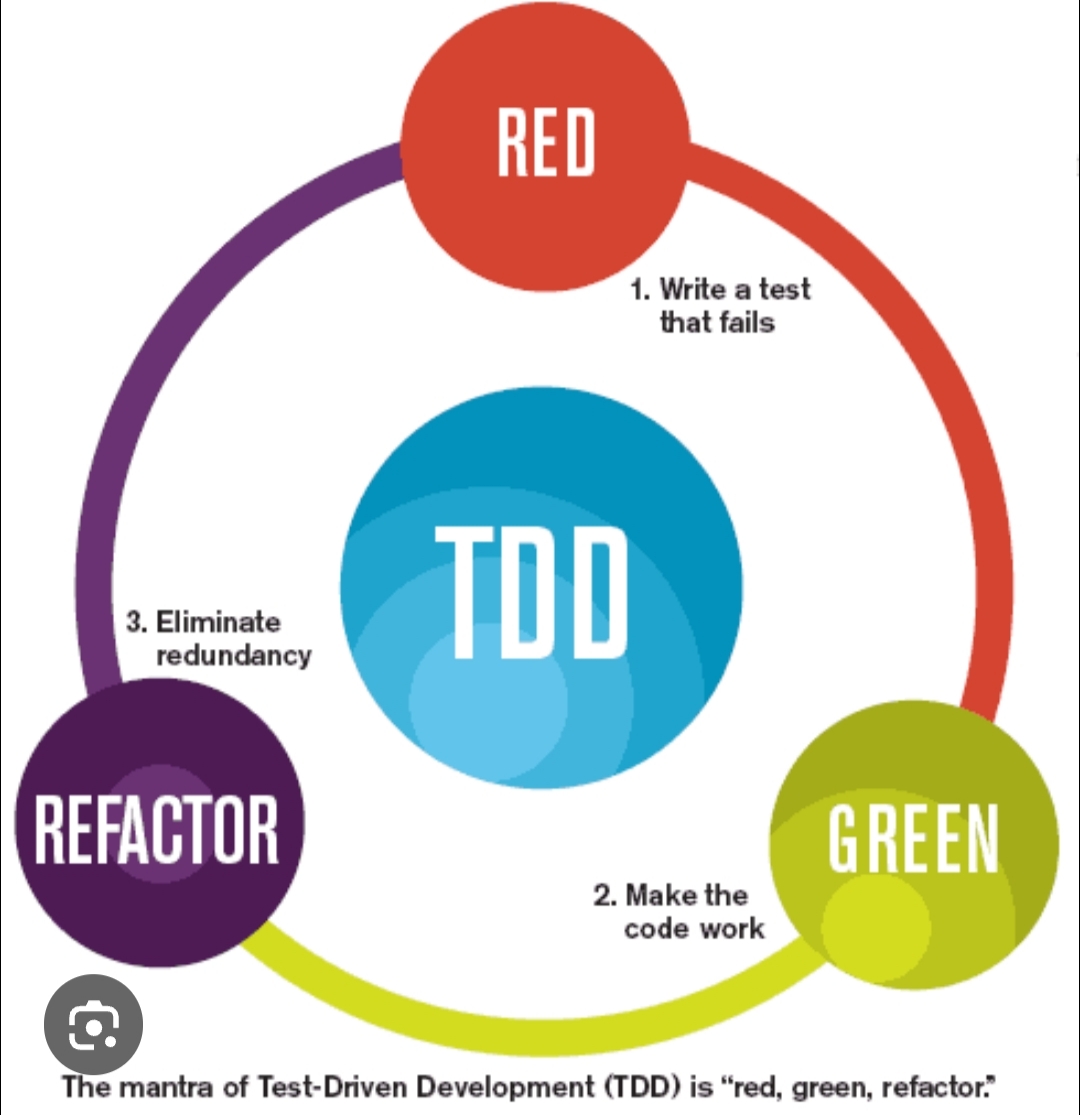 RED
1. Write a test
that fails
TDD
3. Eliminate
redundancy
REFACTOR
GREEN
2. Make the
code work
The mantra of Test-Driven Development (TDD) is “red, green, refactor.”